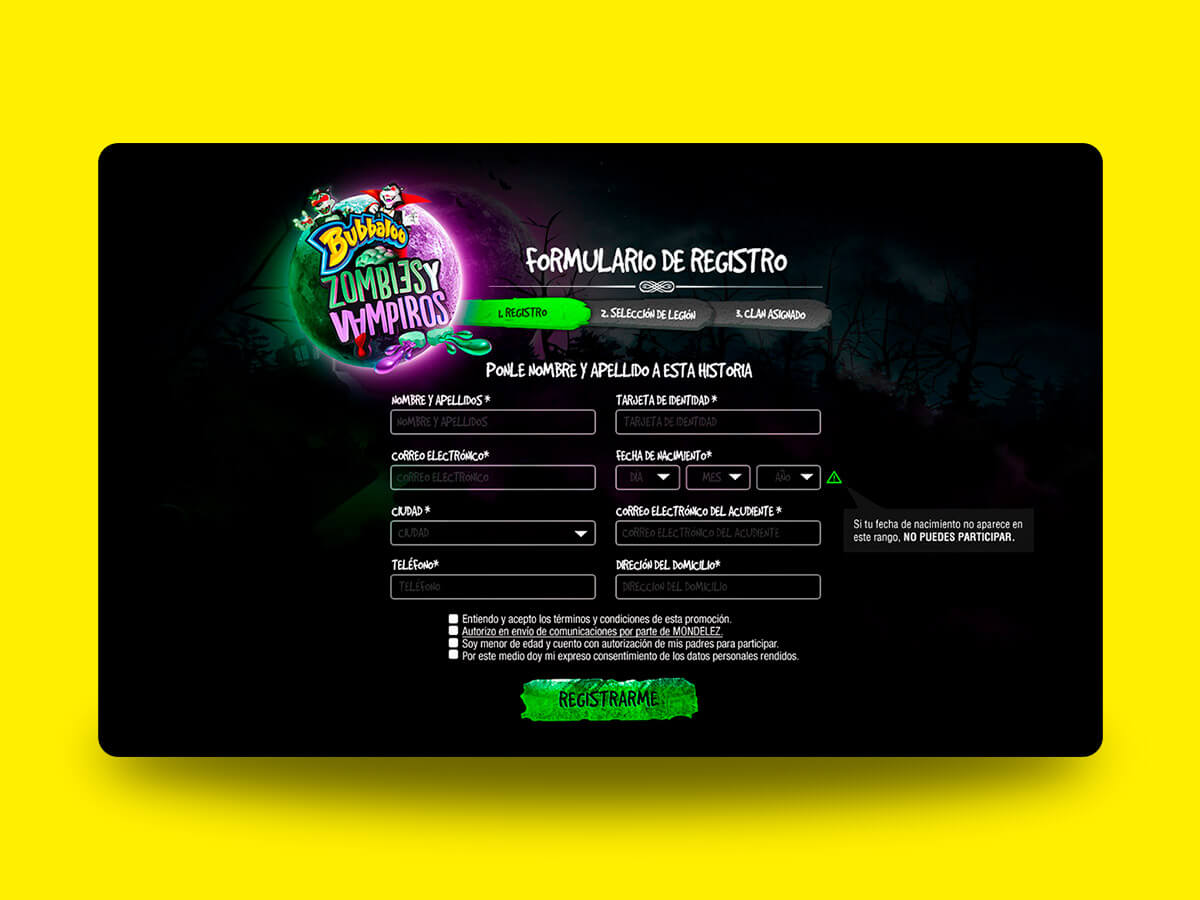 Bubbaloo
ZOMBIES Y
VAMPIROS
FORMULARIO DE REGISTRO
1. REGISTRO
2. SELECCIÓN DE LEGIÓN
3. CLAN ASIGNADO
PONLE NOMBRE Y APELLIDO A ESTA HISTORIA
NOMBRE Y APELLIDOS *
TARJETA DE IDENTIDAD *
NOMBRE Y APELLIDOS
TARJETA DE IDENTIDAD
CORREO ELECTRÓNICO*
FECHA DE NACIMIENTO*
CORREO ELECTRÓNICO
DIA
MES
AÑO
CIUDAD *
CORREO ELECTRÓNICO DEL ACUDIENTE *
CIUDAD
CORREO ELECTRÓNICO DEL ACUDIENTE
Si tu fecha de nacimiento no aparece en
este rango, NO PUEDES PARTICIPAR.
TELÉFONO*
DIRECIÓN DEL DOMICILIO*
TELÉFONO
DIRECCION DEL DOMICILIO
Entiendo y acepto los términos y condiciones de esta promoción.
Autorizo en envío de comunicaciones por parte de MONDELEZ.
Soy menor de edad y cuento con autorización de mis padres para participar.
Por este medio doy mi expreso consentimiento de los datos personales rendidos.
REGISTRARME